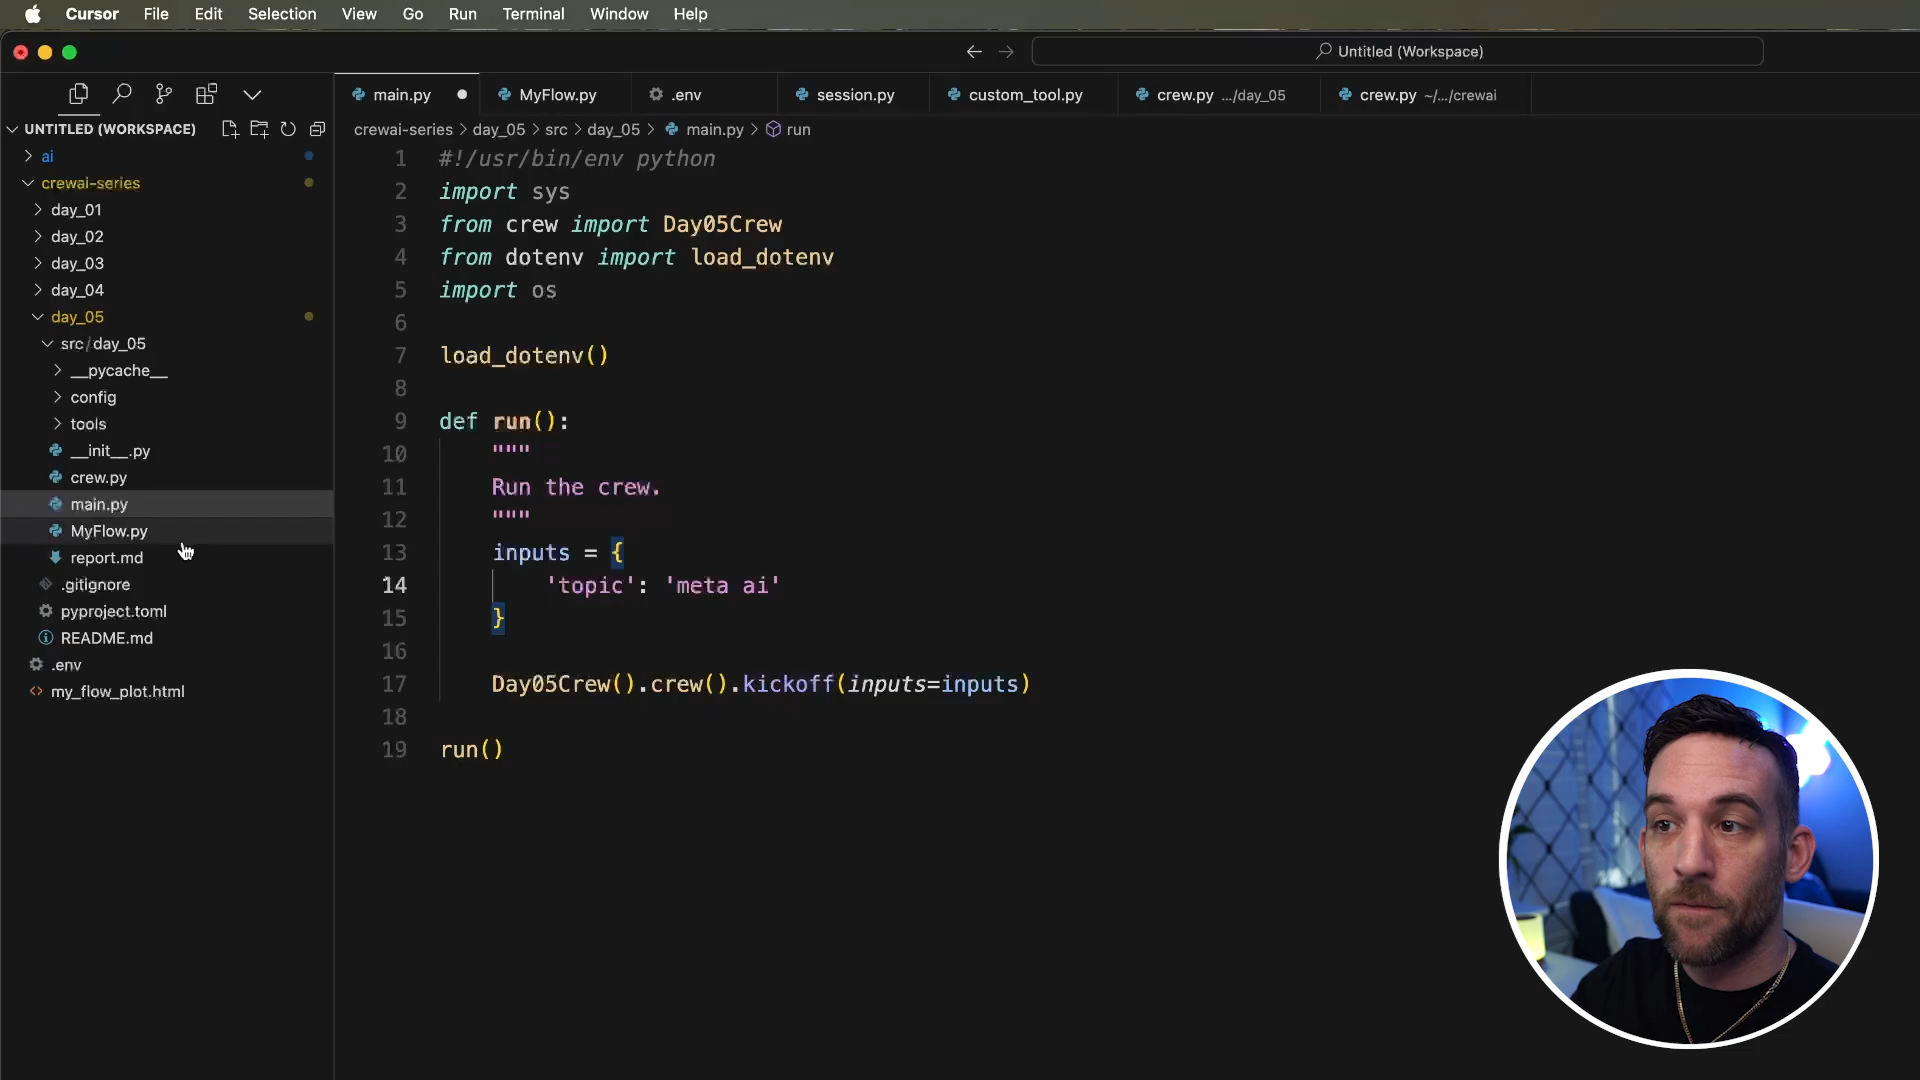 Cursor File Edit Selection View Go Run Terminal Window Help
Untitled (Workspace)
main.py MyFlow.py .env session.py custom_tool.py crew.py .../day_05 crew.py ~/.../crewai
UNTITLED (WORKSPACE)
crewai-series > day_05 > src > day_05 > main.py > run
ai
crewai-series
day_01
day_02
day_03
day_04
day_05
src/day_05
__pycache__
config
tools
__init__.py
crew.py
main.py
MyFlow.py
report.md
.gitignore
pyproject.toml
README.md
.env
my_flow_plot.html
1 #!/usr/bin/env python
2 import sys
3 from crew import Day05Crew
4 from dotenv import load_dotenv
5 import os
6
7 load_dotenv()
8
9 def run():
10 """
11 Run the crew.
12 """
13 inputs = {
14 'topic': 'meta ai'
15 }
16
17 Day05Crew().crew().kickoff(inputs=inputs)
18
19 run()